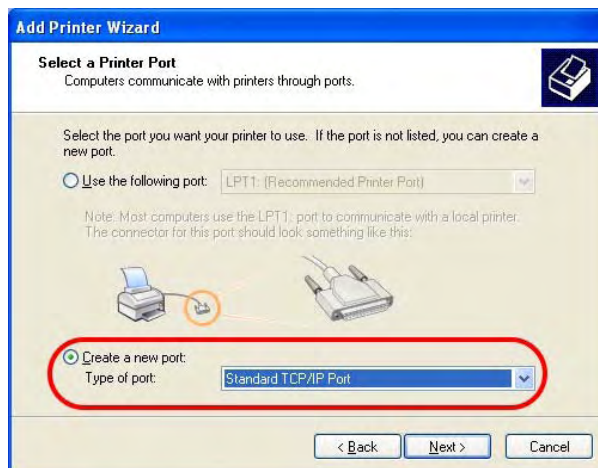 Add Printer Wizard
Select a Printer Port
Computers communicate with printers through ports.
Select the port you want your printer to use. If the port is not listed, you can create a
new port.
Use the following port: LPT1: (Recommended Printer Port)
Note: Most computers use the LPT1: port to communicate with a local printer.
The connector for this port should look something like this:
Create a new port:
Type of port: Standard TCP/IP Port
< Back Next > Cancel